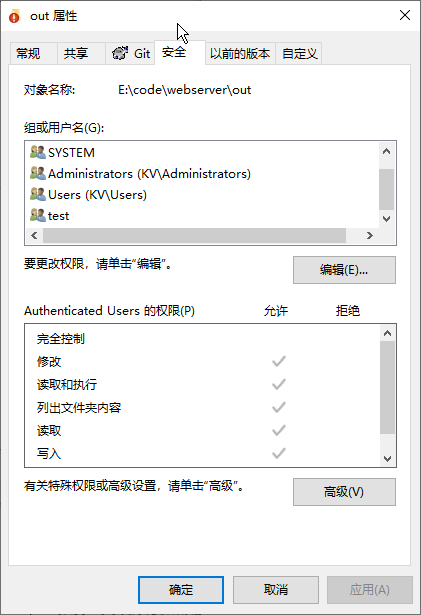 out 属性
常规 共享 Git 安全 以前的版本 自定义
对象名称: E:\code\webserver\out
组或用户名(G):
SYSTEM
Administrators (KV\Administrators)
Users (KV\Users)
test
要更改权限，请单击"编辑"。
编辑(E)...
Authenticated Users 的权限(P) 允许 拒绝
完全控制
修改
读取和执行
列出文件夹内容
读取
写入
有关特殊权限或高级设置，请单击"高级"。
高级(V)
确定 取消 应用(A)